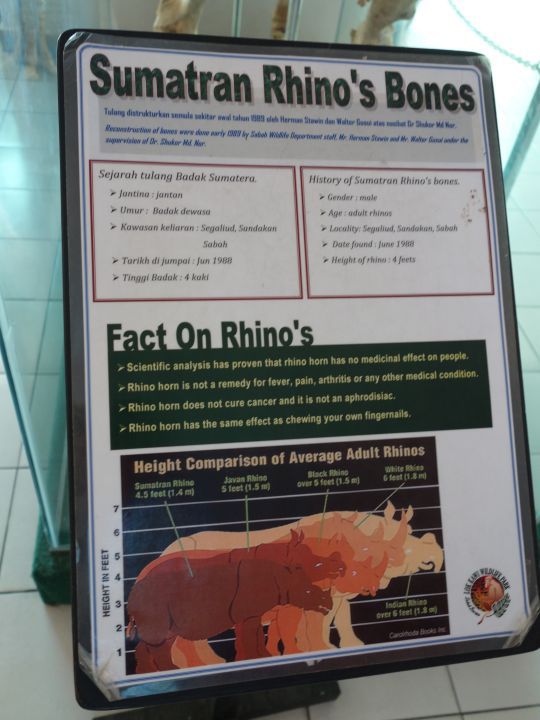 Sumatran Rhino's Bones
Tulang distrukturkan semula sekitar awal tahun 1989 oleh Herman Stawin dan Walter Gusui atas nasihat Dr Shukor Md. Nor.
Reconstruction of bones were done early 1989 by Sabah Wildlife Department staff, Mr. Herman Stawin and Mr. Walter Gusui under the
supervision of Dr. Shukor Md. Nor.
Sejarah tulang Badak Sumatera.
➤ Jantina : jantan
➤ Umur : Badak dewasa
➤ Kawasan keliaran : Segaliud, Sandakan
Sabah
➤ Tarikh di jumpai : Jun 1988
➤ Tinggi Badak : 4 kaki
History of Sumatran Rhino's bones.
➤ Gender : male
➤ Age : adult rhinos
➤ Locality: Segaliud, Sandakan, Sabah
➤ Date found : June 1988
➤ Height of rhino : 4 feets
Fact On Rhino's
➤ Scientific analysis has proven that rhino horn has no medicinal effect on people.
➤ Rhino horn is not a remedy for fever, pain, arthritis or any other medical condition.
➤ Rhino horn does not cure cancer and it is not an aphrodisiac.
➤ Rhino horn has the same effect as chewing your own fingernails.
Height Comparison of Average Adult Rhinos
Sumatran Rhino
4.5 feet (1.4 m)
Javan Rhino
5 feet (1.5 m)
Black Rhino
over 5 feet (1.5 m)
White Rhino
6 feet (1.8 m)
HEIGHT IN FEET
7
6
5
4
3
2
1
Indian Rhino
over 6 feet (1.8 m)
Carolrhoda Books Inc.
LOK KAWI WILDLIFE PARK